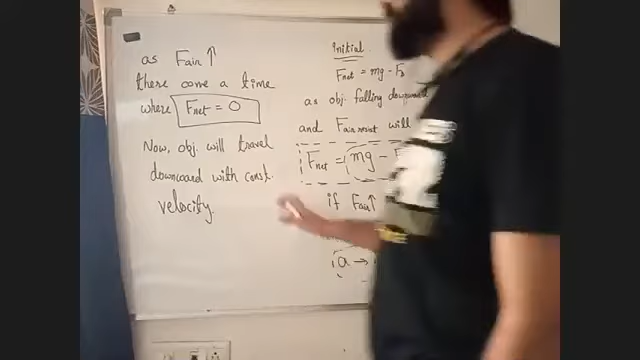 as Fair ↑
there come a time
where Fnet = 0
Now, obj. will travel
downward with const.
velocity.
initial
Fnet = mg - F
as obj. falling downward
and Fair resist will
Fnet = mg -
if Fair ↑
a →